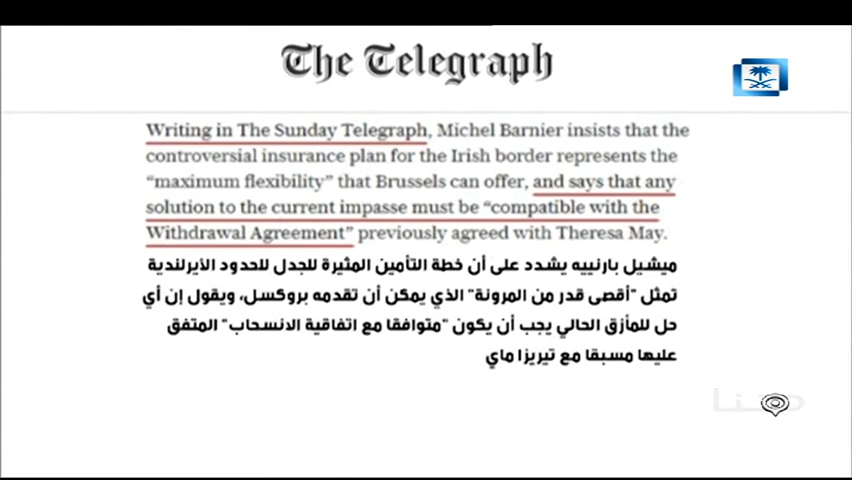 The Telegraph
Writing in The Sunday Telegraph, Michel Barnier insists that the
controversial insurance plan for the Irish border represents the
“maximum flexibility” that Brussels can offer, and says that any
solution to the current impasse must be “compatible with the
Withdrawal Agreement” previously agreed with Theresa May.
ميشيل بارنييه يشدد على أن خطة التأمين المثيرة للجدل للحدود الأيرلندية
تمثل "أقصى قدر من المرونة" الذي يمكن أن تقدمه بروكسل، ويقول إن أي
حل للمأزق الحالي يجب أن يكون "متوافقا مع اتفاقية الانسحاب" المتفق
عليها مسبقا مع تيريزا ماي